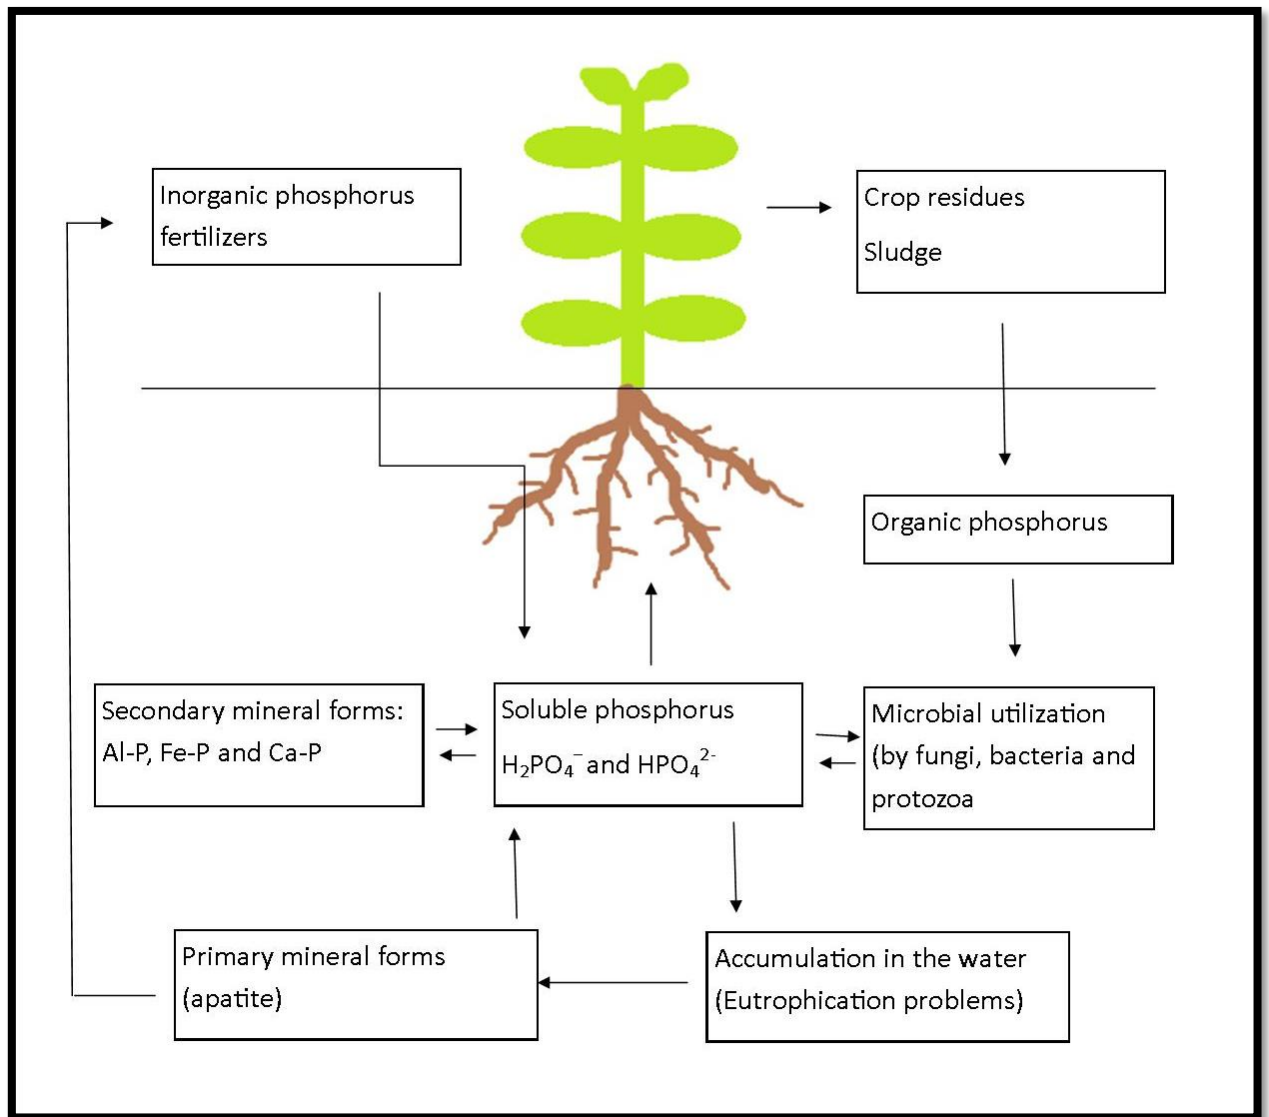 Inorganic phosphorus
fertilizers
Crop residues
Sludge
Organic phosphorus
Secondary mineral forms:
Al-P, Fe-P and Ca-P
Soluble phosphorus
H₂PO₄⁻ and HPO₄²⁻
Microbial utilization
(by fungi, bacteria and
protozoa
Primary mineral forms
(apatite)
Accumulation in the water
(Eutrophication problems)